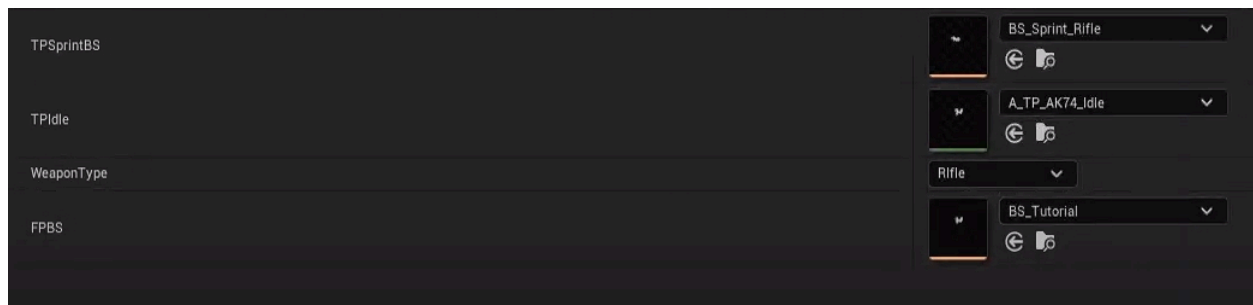 TPSprintBS
BS_Sprint_Rifle
TPIdle
A_TP_AK74_Idle
WeaponType
Rifle
FPBS
BS_Tutorial